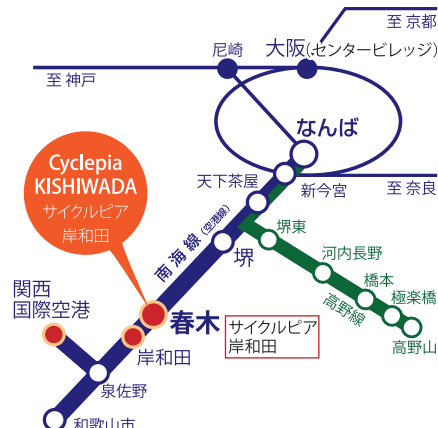 至 京都
尼崎
大阪(センタービレッジ)
至 神戸
なんば
Cyclepia
KISHIWADA
サイクルピア
岸和田
天下茶屋
新今宮
至 奈良
南海線(空港線)
堺
堺東
河内長野
橋本
極楽橋
高野線
高野山
関西
国際空港
春木
サイクルピア
岸和田
岸和田
泉佐野
和歌山市